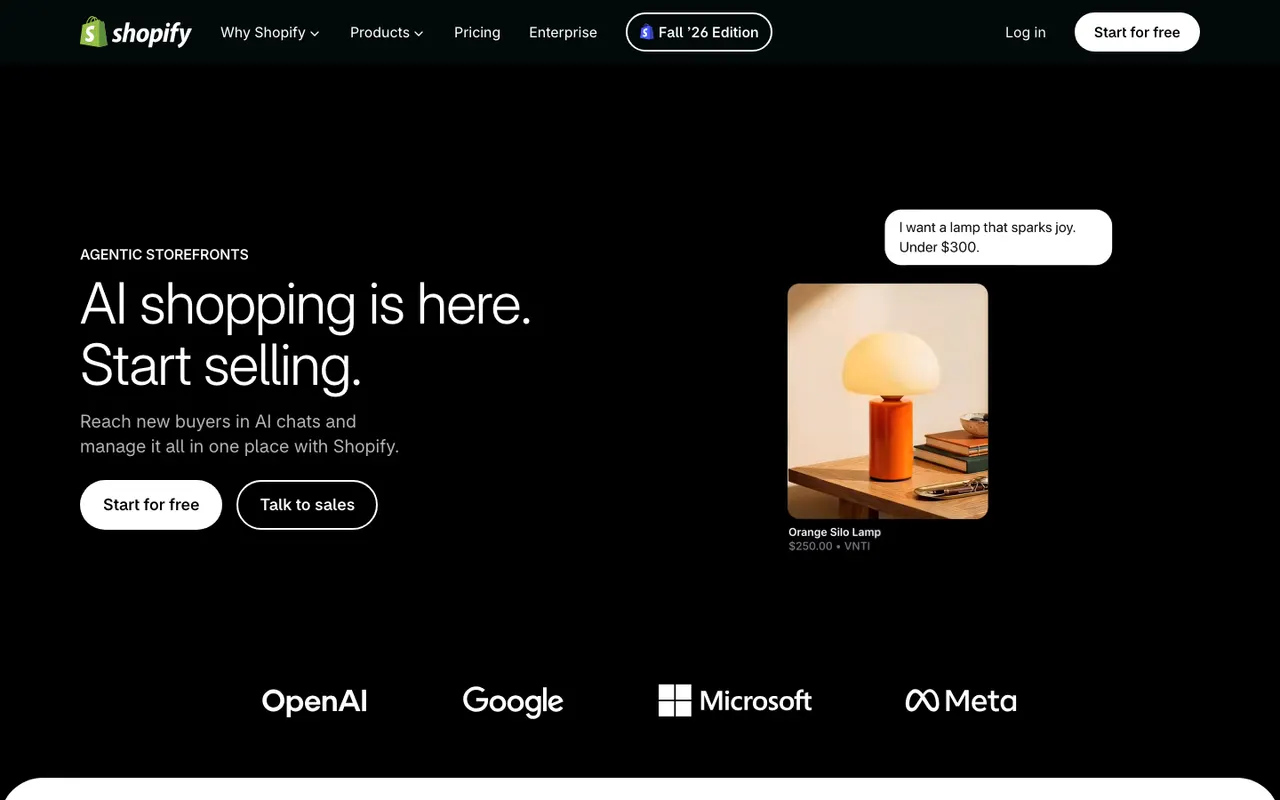 shopify
Why Shopify
Products
Pricing
Enterprise
Fall ’26 Edition
Log in
Start for free
I want a lamp that sparks joy.
Under $300.
AGENTIC STOREFRONTS
AI shopping is here.
Start selling.
Reach new buyers in AI chats and
manage it all in one place with Shopify.
Start for free
Talk to sales
Orange Silo Lamp
$250.00 • VNTI
OpenAI
Google
Microsoft
Meta